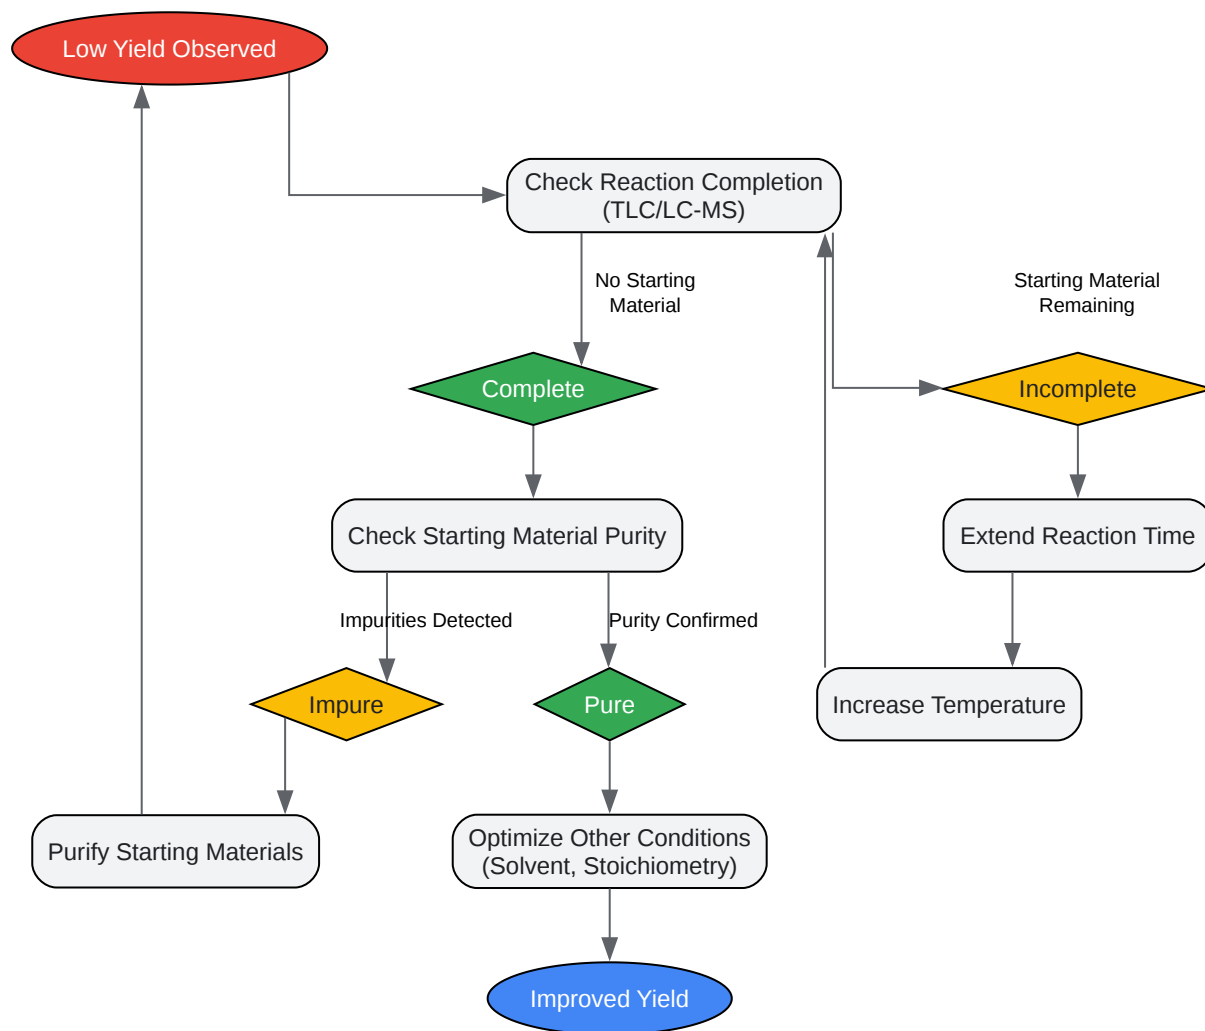 Low Yield Observed
Check Reaction Completion
(TLC/LC-MS)
No Starting
Material
Starting Material
Remaining
Complete
Incomplete
Check Starting Material Purity
Extend Reaction Time
Impurities Detected
Purity Confirmed
Impure
Pure
Increase Temperature
Purify Starting Materials
Optimize Other Conditions
(Solvent, Stoichiometry)
Improved Yield